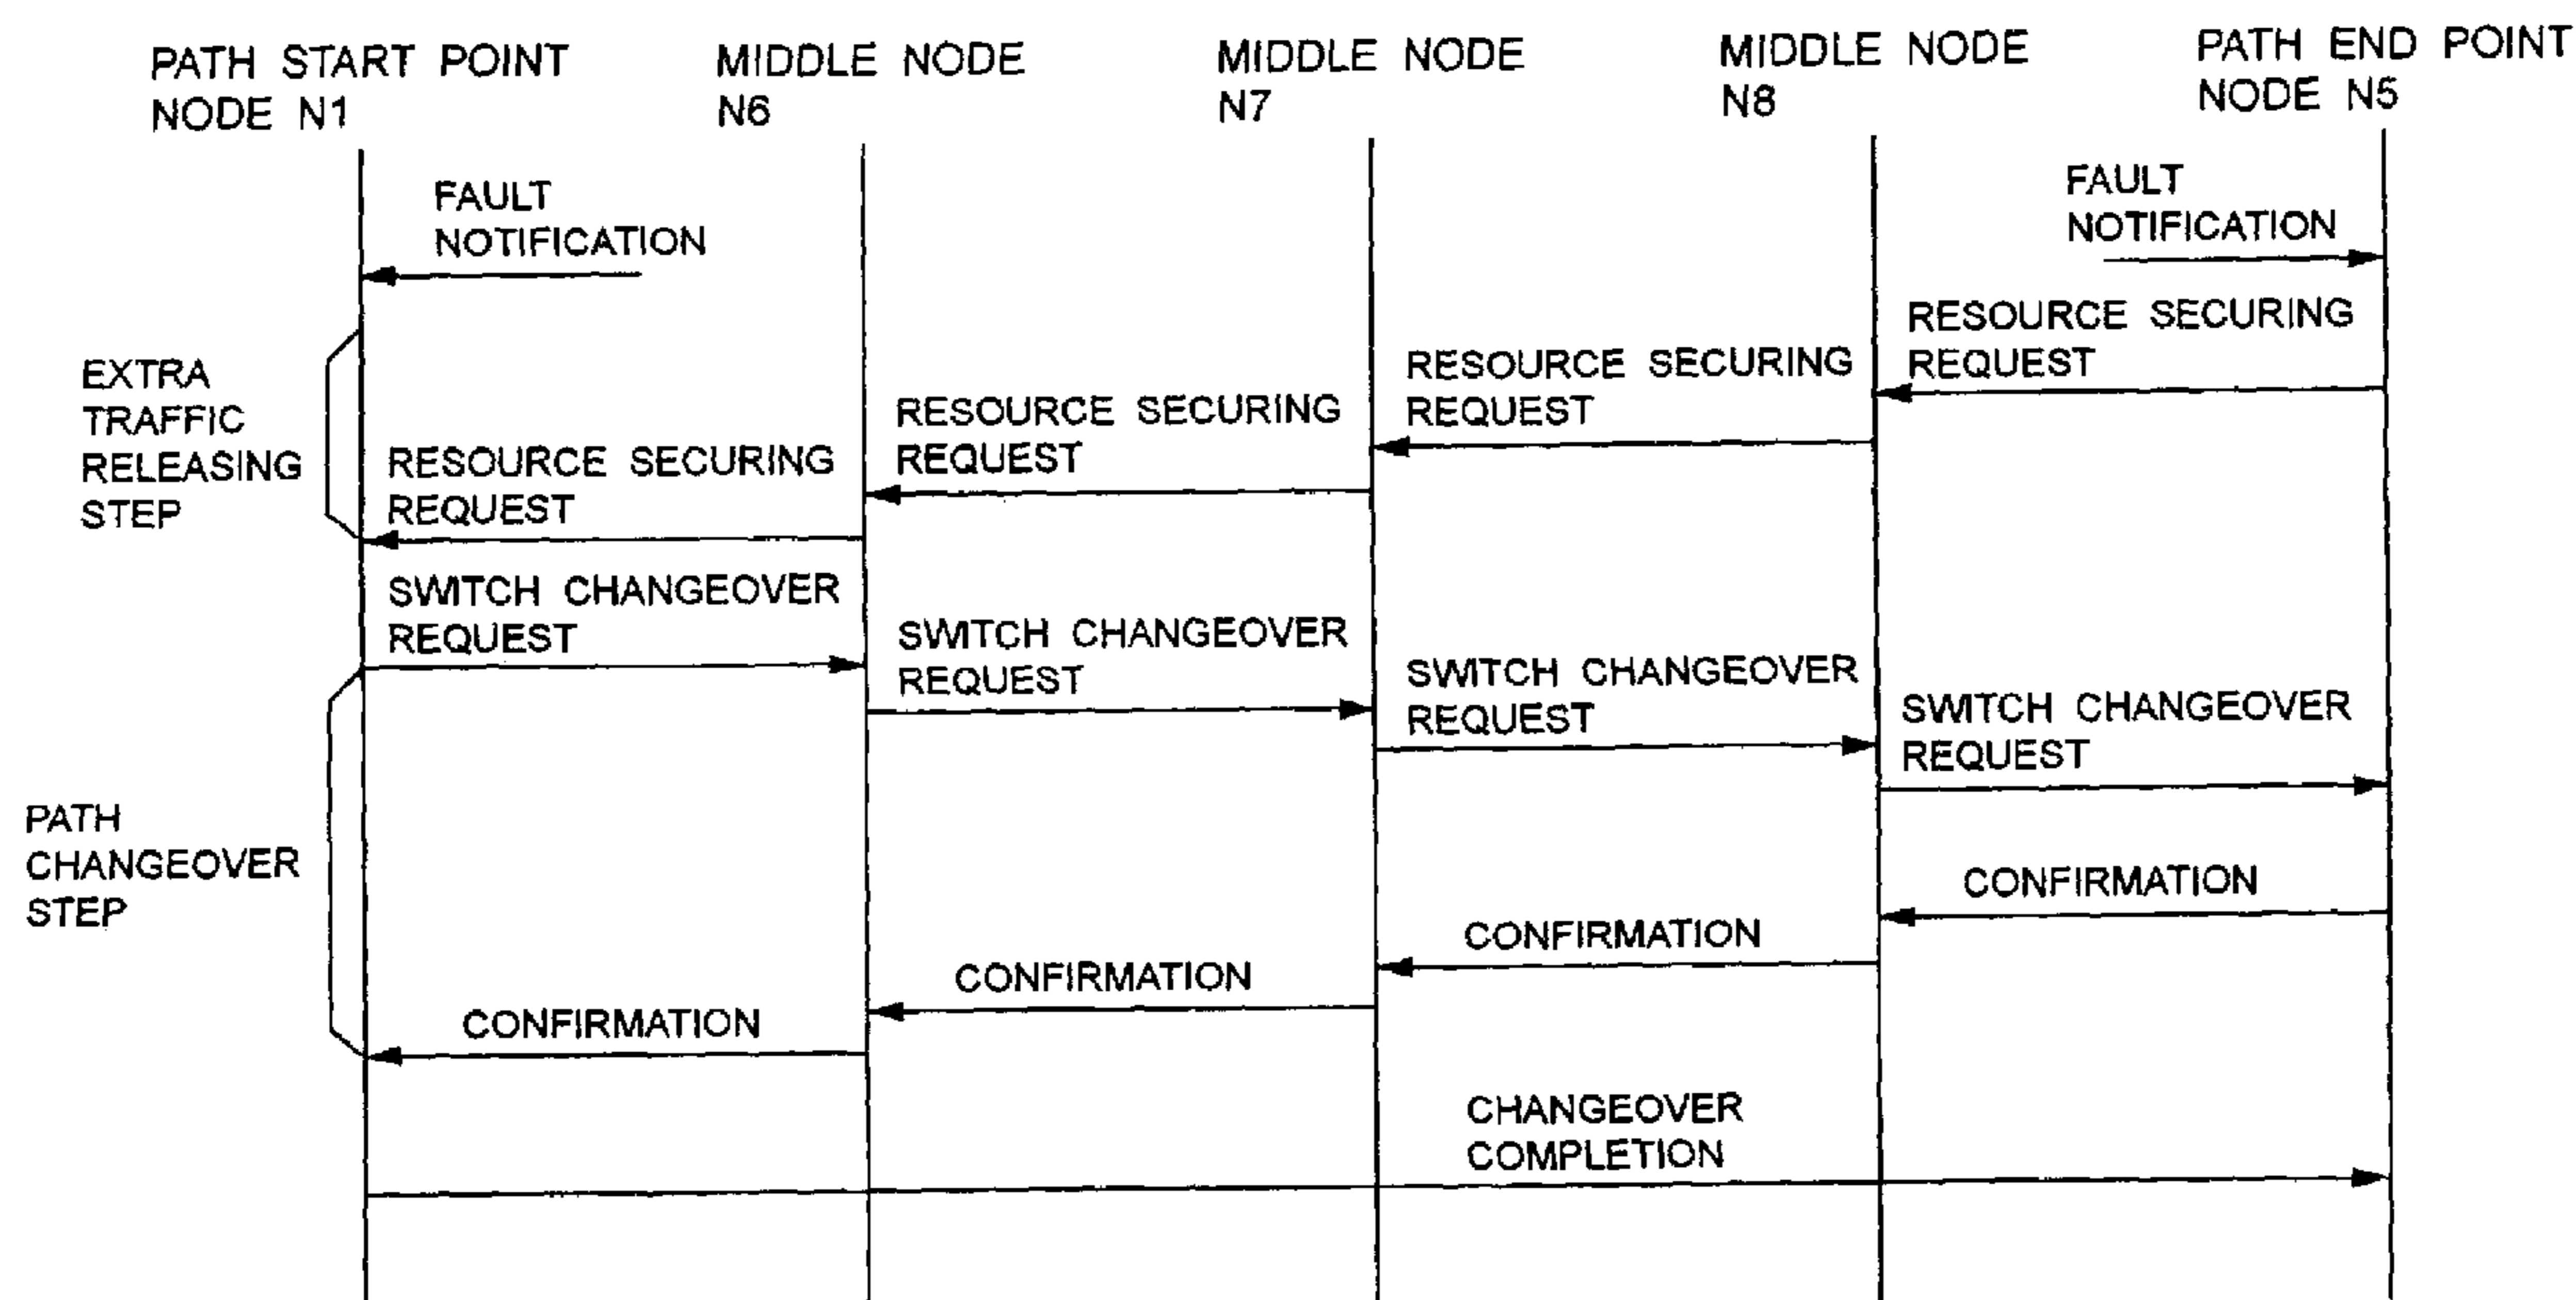 PATH START POINT
NODE N1
MIDDLE NODE
N6
MIDDLE NODE
N7
MIDDLE NODE
N8
PATH END POINT
NODE N5
FAULT
NOTIFICATION
FAULT
NOTIFICATION
RESOURCE SECURING
REQUEST
RESOURCE SECURING
REQUEST
RESOURCE SECURING
REQUEST
RESOURCE SECURING
REQUEST
EXTRA
TRAFFIC
RELEASING
STEP
SWITCH CHANGEOVER
REQUEST
SWITCH CHANGEOVER
REQUEST
SWITCH CHANGEOVER
REQUEST
SWITCH CHANGEOVER
REQUEST
PATH
CHANGEOVER
STEP
CONFIRMATION
CONFIRMATION
CONFIRMATION
CONFIRMATION
CHANGEOVER
COMPLETION